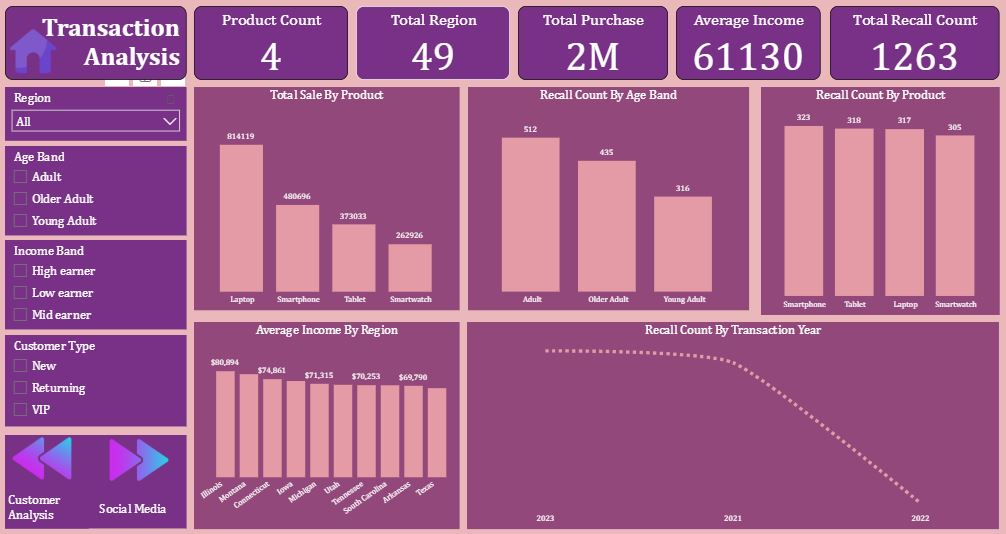 Transaction
Analysis
Product Count
4
Total Region
49
Total Purchase
2M
Average Income
61130
Total Recall Count
1263
Region
All
Age Band
Adult
Older Adult
Young Adult
Income Band
High earner
Low earner
Mid earner
Customer Type
New
Returning
VIP
Customer
Analysis
Social Media
Total Sale By Product
814119
480696
373033
262926
Laptop
Smartphone
Tablet
Smartwatch
Recall Count By Age Band
512
435
316
Adult
Older Adult
Young Adult
Recall Count By Product
323
318
317
305
Smartphone
Tablet
Laptop
Smartwatch
Average Income By Region
$80,894
$74,861
$71,315
$70,253
$69,790
Illinois
Montana
Connecticut
Iowa
Michigan
Utah
Tennessee
South Carolina
Arkansas
Texas
Recall Count By Transaction Year
2023
2021
2022